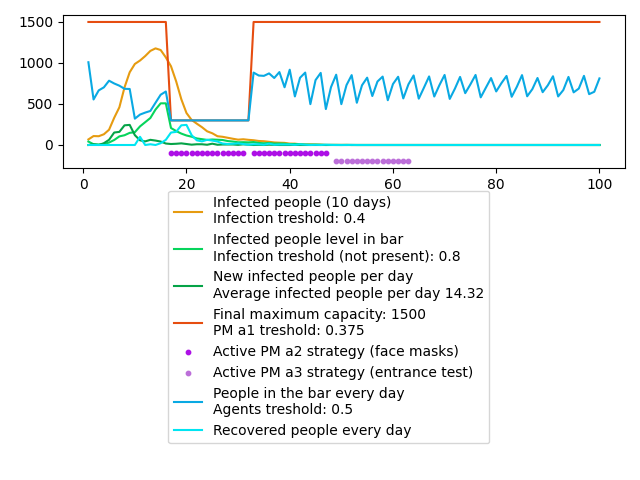 1500
1000
500
0
0
20
40
60
80
100
Infected people (10 days)
Infection treshold: 0.4
Infected people level in bar
Infection treshold (not present): 0.8
New infected people per day
Average infected people per day 14.32
Final maximum capacity: 1500
PM a1 treshold: 0.375
Active PM a2 strategy (face masks)
Active PM a3 strategy (entrance test)
People in the bar every day
Agents treshold: 0.5
Recovered people every day